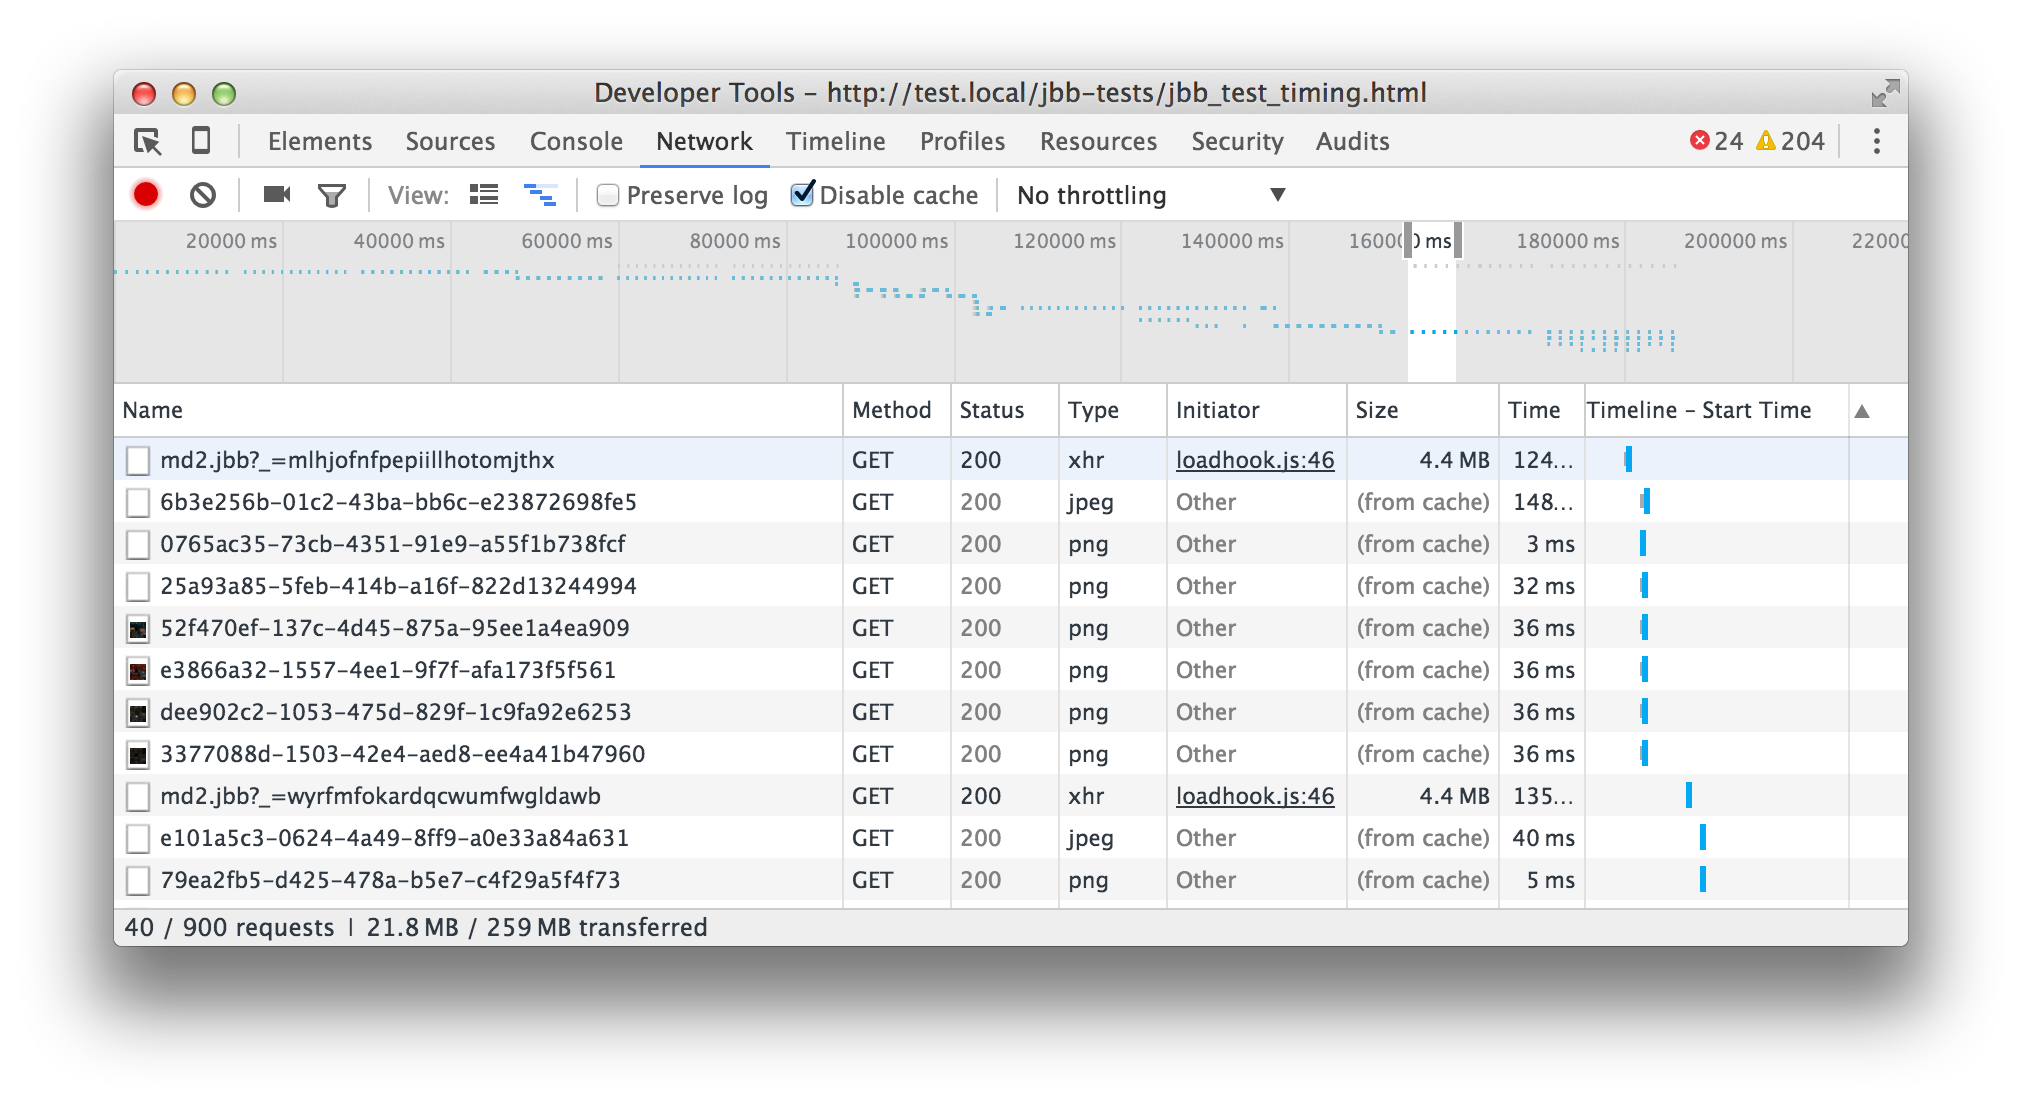 Developer Tools – http://test.local/jbb-tests/jbb_test_timing.html
Elements Sources Console Network Timeline Profiles Resources Security Audits 24 204
View: Preserve log Disable cache No throttling
20000 ms 40000 ms 60000 ms 80000 ms 100000 ms 120000 ms 140000 ms 160000 ms 180000 ms 200000 ms
Name Method Status Type Initiator Size Time Timeline – Start Time
md2.jbb?_=mlhjofnfpepiillhotomjthx GET 200 xhr loadhook.js:46 4.4 MB 124...
6b3e256b-01c2-43ba-bb6c-e23872698fe5 GET 200 jpeg Other (from cache) 148...
0765ac35-73cb-4351-91e9-a55f1b738fcf GET 200 png Other (from cache) 3 ms
25a93a85-5feb-414b-a16f-822d13244994 GET 200 png Other (from cache) 32 ms
52f470ef-137c-4d45-875a-95ee1a4ea909 GET 200 png Other (from cache) 36 ms
e3866a32-1557-4ee1-9f7f-afa173f5f561 GET 200 png Other (from cache) 36 ms
dee902c2-1053-475d-829f-1c9fa92e6253 GET 200 png Other (from cache) 36 ms
3377088d-1503-42e4-aed8-ee4a41b47960 GET 200 png Other (from cache) 36 ms
md2.jbb?_=wyrfmfokardqcwumfwgldawb GET 200 xhr loadhook.js:46 4.4 MB 135...
e101a5c3-0624-4a49-8ff9-a0e33a84a631 GET 200 jpeg Other (from cache) 40 ms
79ea2fb5-d425-478a-b5e7-c4f29a5f4f73 GET 200 png Other (from cache) 5 ms
40 / 900 requests | 21.8 MB / 259 MB transferred